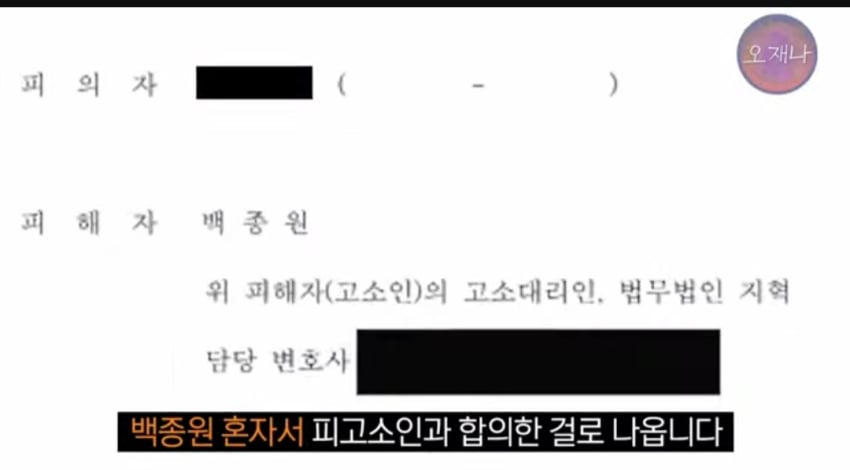 오재나
피 의 자 ( - )
피 해 자 백 종 원
위 피해자(고소인)의 고소대리인, 법무법인 지혁
담당 변호사
백종원 혼자서 피고소인과 합의한 걸로 나옵니다